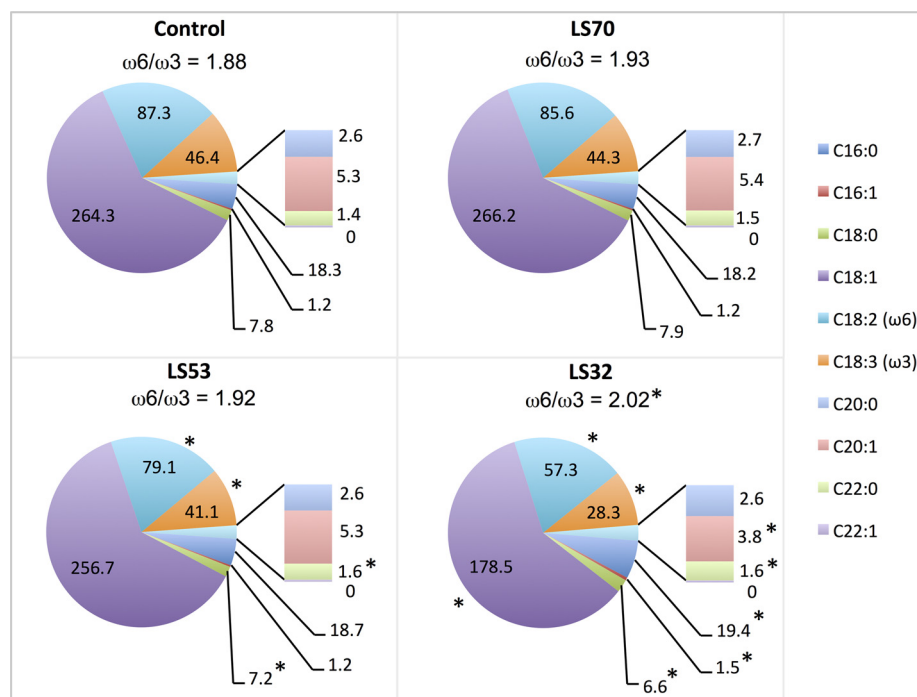 Control
ω6/ω3 = 1.88
87.3
46.4
264.3
2.6
5.3
1.4
0
18.3
1.2
7.8
LS70
ω6/ω3 = 1.93
85.6
44.3
266.2
2.7
5.4
1.5
0
18.2
1.2
7.9
LS53
ω6/ω3 = 1.92
*
79.1
*
41.1
256.7
2.6
5.3
1.6*
0
18.7
1.2
7.2*
LS32
ω6/ω3 = 2.02*
*
57.3
*
28.3
178.5
*
2.6
3.8*
1.6*
0
19.4*
1.5*
6.6*
C16:0
C16:1
C18:0
C18:1
C18:2 (ω6)
C18:3 (ω3)
C20:0
C20:1
C22:0
C22:1